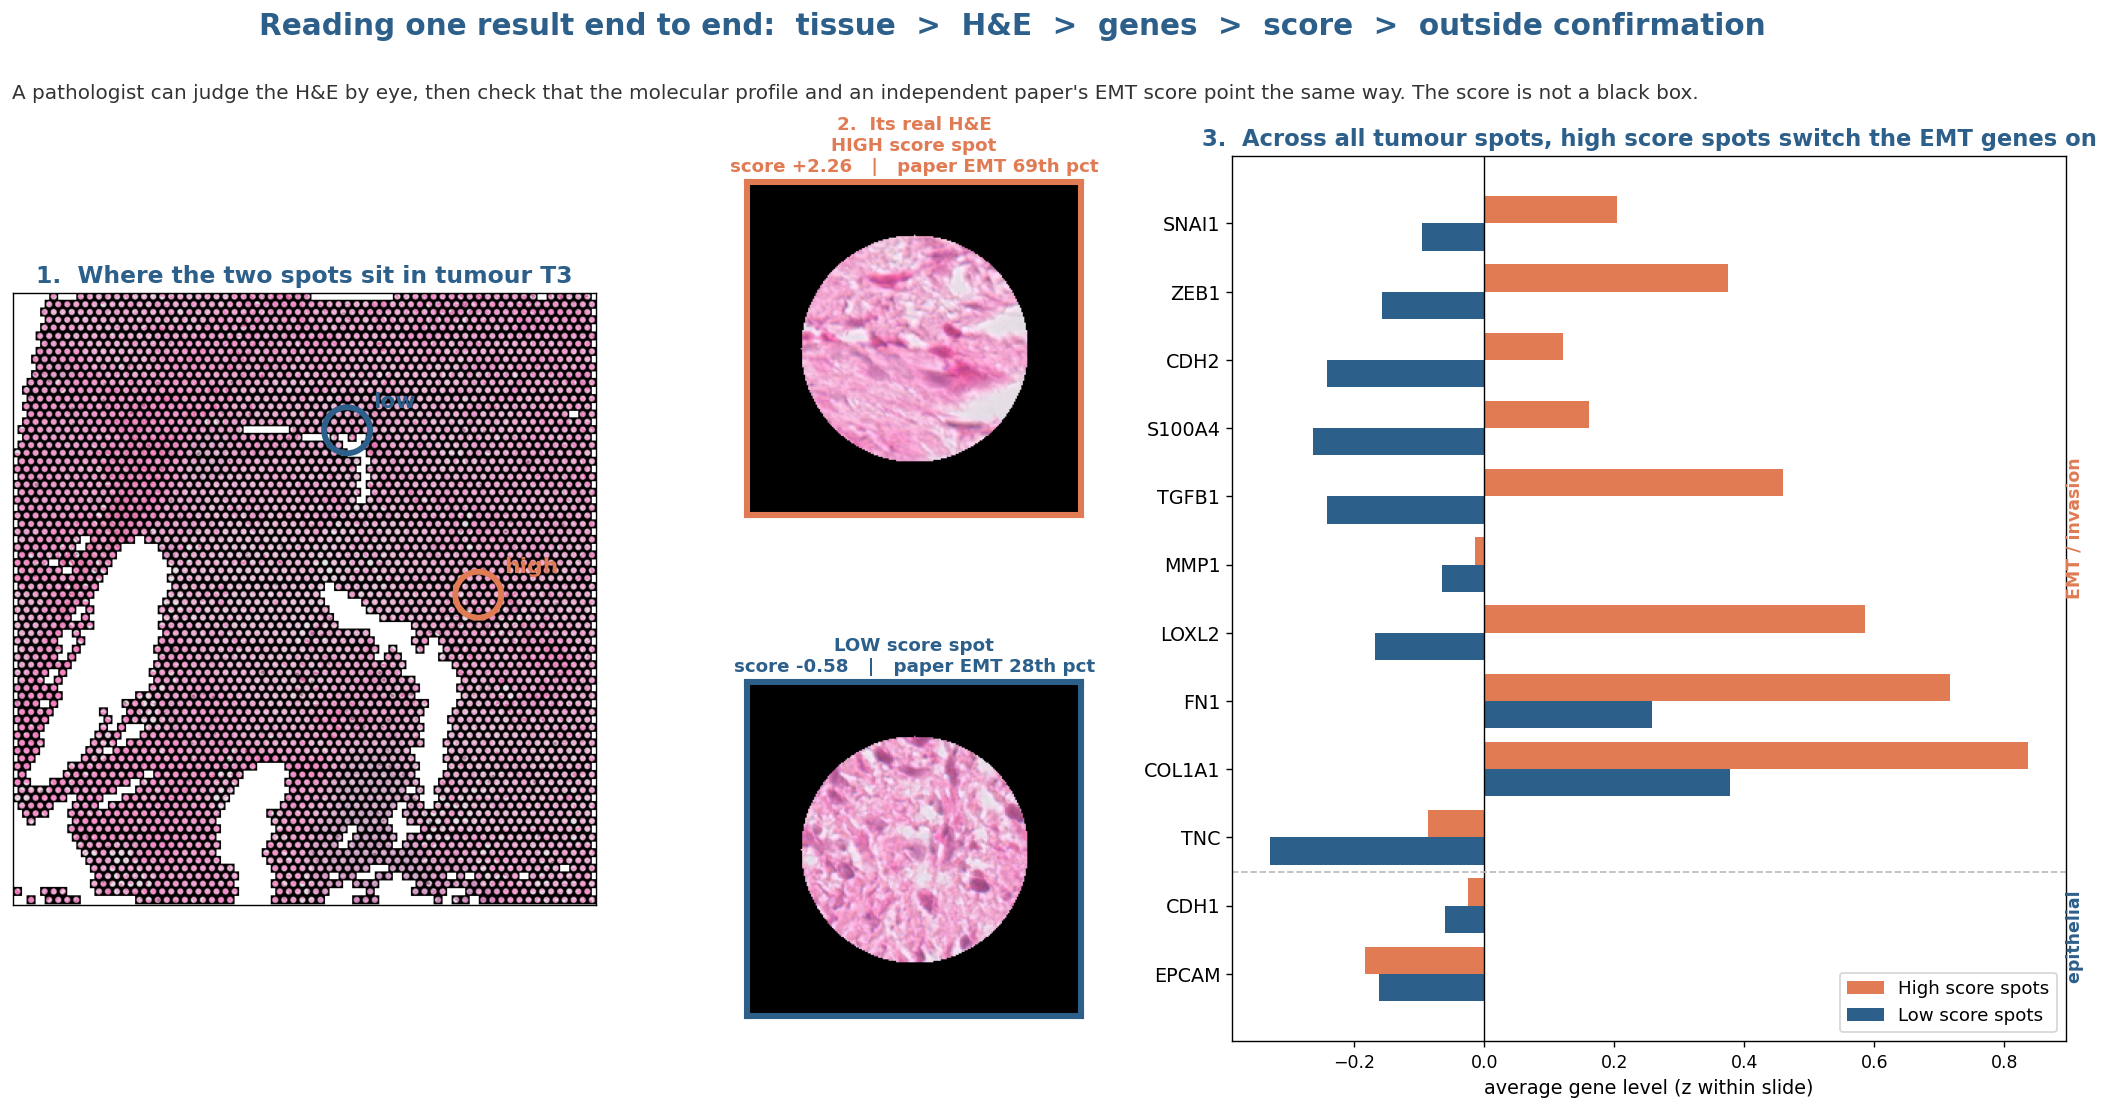 Reading one result end to end:  tissue  >  H&E  >  genes  >  score  >  outside confirmation
A pathologist can judge the H&E by eye, then check that the molecular profile and an independent paper's EMT score point the same way. The score is not a black box.
1.  Where the two spots sit in tumour T3
low
high
2.  Its real H&E
HIGH score spot
score +2.26   |   paper EMT 69th pct
LOW score spot
score -0.58   |   paper EMT 28th pct
3.  Across all tumour spots, high score spots switch the EMT genes on
SNAI1
ZEB1
CDH2
S100A4
TGFB1
MMP1
LOXL2
FN1
COL1A1
TNC
CDH1
EPCAM
EMT / invasion
epithelial
High score spots
Low score spots
−0.2
0.0
0.2
0.4
0.6
0.8
average gene level (z within slide)